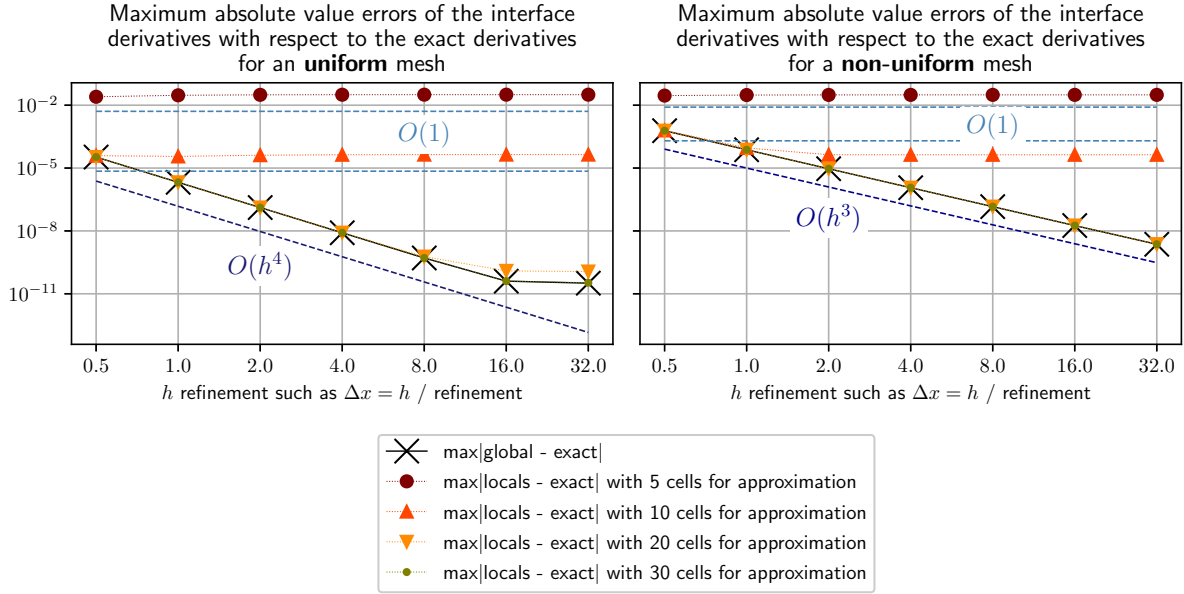 Maximum absolute value errors of the interface
derivatives with respect to the exact derivatives
for an uniform mesh
10^{-2}
10^{-5}
10^{-8}
10^{-11}
O(1)
O(h^4)
0.5 1.0 2.0 4.0 8.0 16.0 32.0
h refinement such as Δx = h / refinement
Maximum absolute value errors of the interface
derivatives with respect to the exact derivatives
for a non-uniform mesh
O(1)
O(h^3)
0.5 1.0 2.0 4.0 8.0 16.0 32.0
h refinement such as Δx = h / refinement
max|global - exact|
max|locals - exact| with 5 cells for approximation
max|locals - exact| with 10 cells for approximation
max|locals - exact| with 20 cells for approximation
max|locals - exact| with 30 cells for approximation